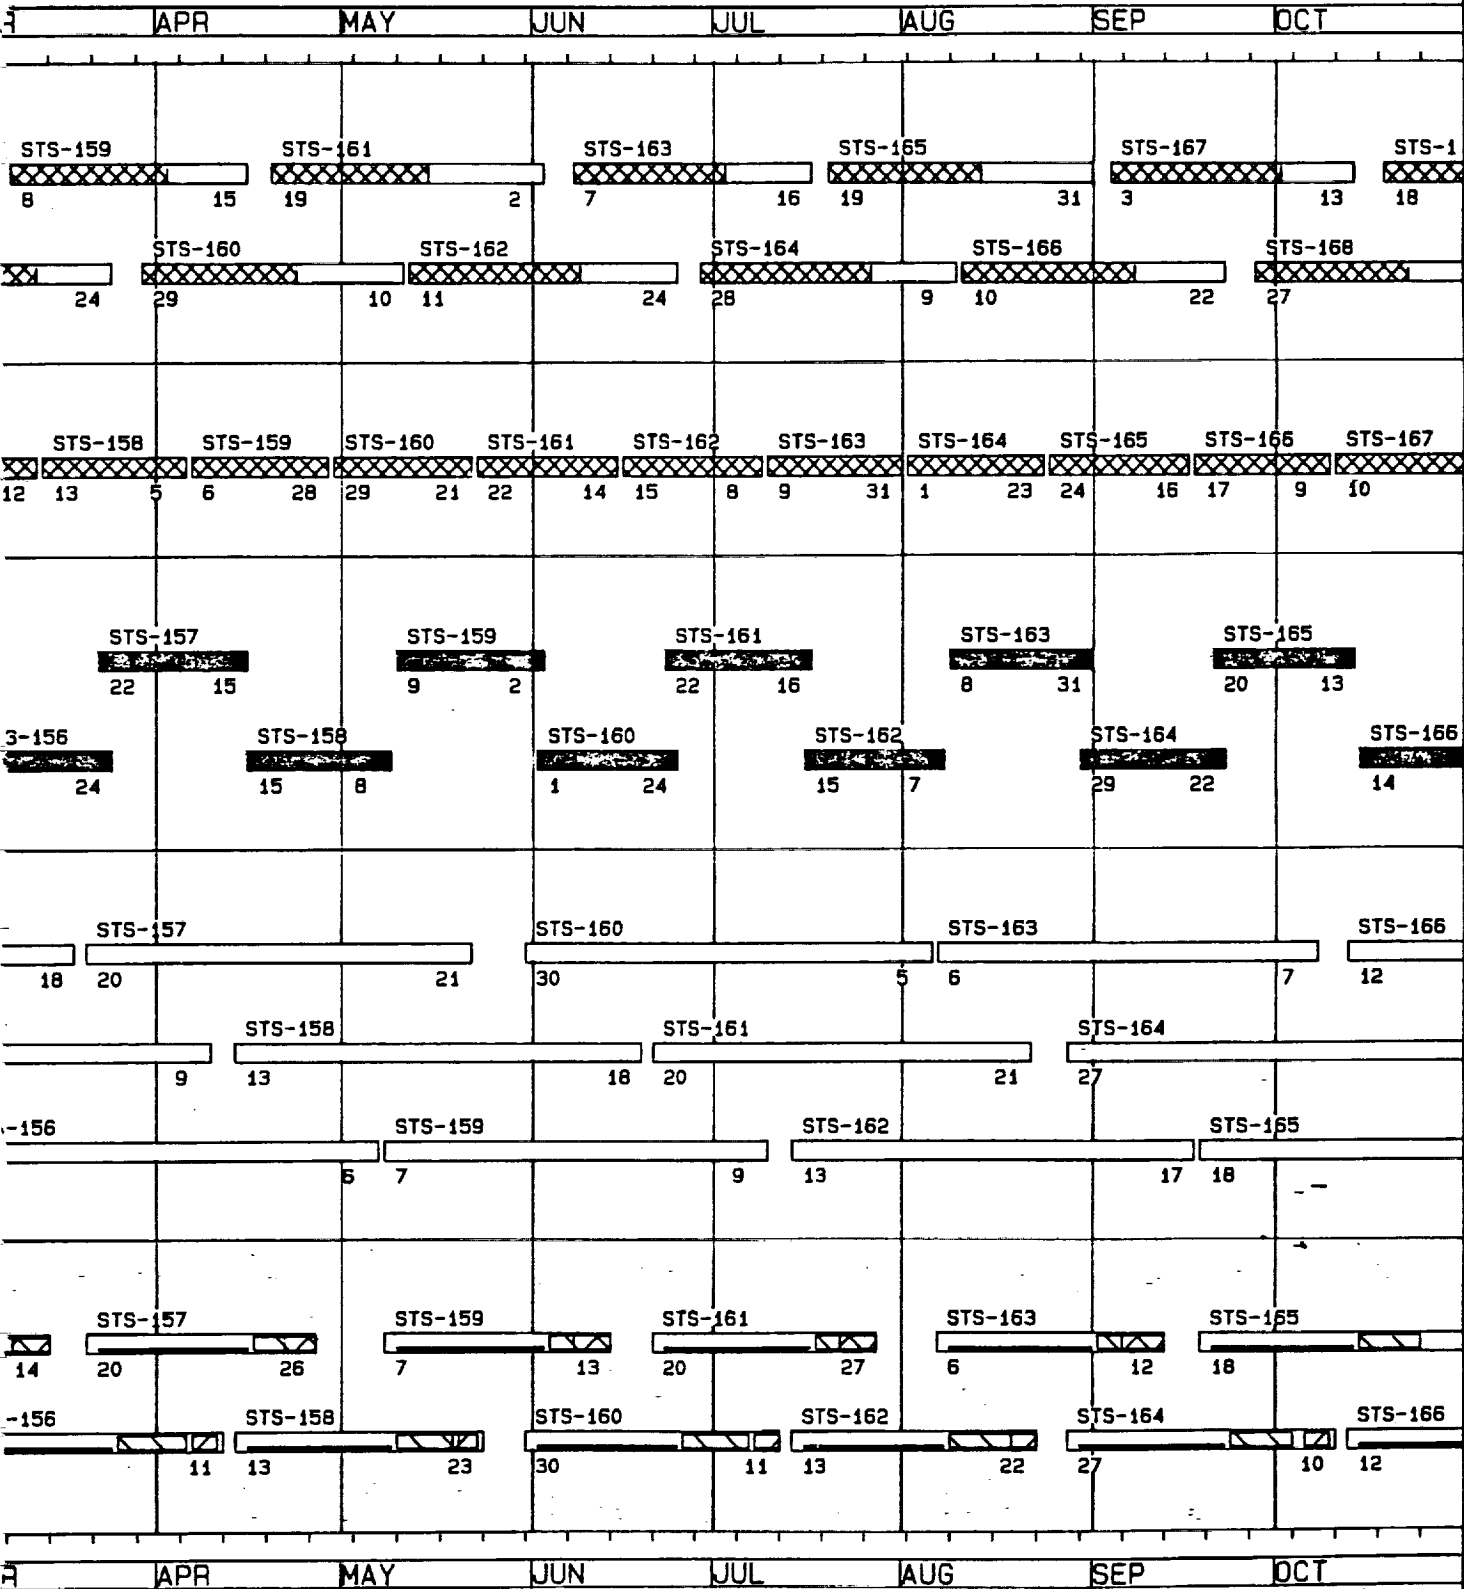 APR MAY JUN JUL AUG SEP OCT
STS-159 STS-161 STS-163 STS-165 STS-167 STS-1
8 15 19 2 7 16 19 31 3 13 18
STS-160 STS-162 STS-164 STS-166 STS-168
24 29 10 11 24 28 9 10 22 27
STS-158 STS-159 STS-160 STS-161 STS-162 STS-163 STS-164 STS-165 STS-166 STS-167
12 13 5 6 28 29 21 22 14 15 8 9 31 1 23 24 16 17 9 10
STS-157 STS-159 STS-161 STS-163 STS-165
22 15 9 2 22 16 8 31 20 13
-156 STS-158 STS-160 STS-162 STS-164 STS-166
24 15 8 1 24 15 7 29 22 14
STS-157 STS-160 STS-163 STS-166
18 20 21 30 5 6 7 12
STS-158 STS-161 STS-164
9 13 18 20 21 27
-156 STS-159 STS-162 STS-165
7 9 13 17 18
STS-157 STS-159 STS-161 STS-163 STS-165
14 20 26 7 13 20 27 6 12 18
-156 STS-158 STS-160 STS-162 STS-164 STS-166
11 13 23 30 11 13 22 27 10 12
APR MAY JUN JUL AUG SEP OCT